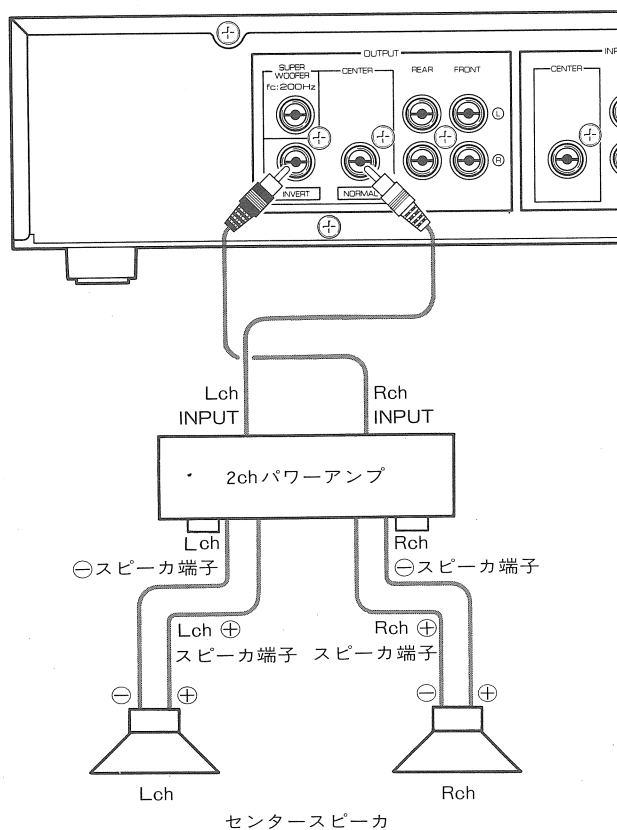 OUTPUT
INP
SUPER
WOOFER
fc:200Hz
CENTER
REAR
FRONT
CENTER
L
R
INVERT
NORMAL
Lch
INPUT
Rch
INPUT
2chパワーアンプ
Lch
⊖スピーカ端子
Rch
⊖スピーカ端子
Lch ⊕
スピーカ端子
Rch ⊕
スピーカ端子
⊖ ⊕
⊖ ⊕
Lch
Rch
センタースピーカ